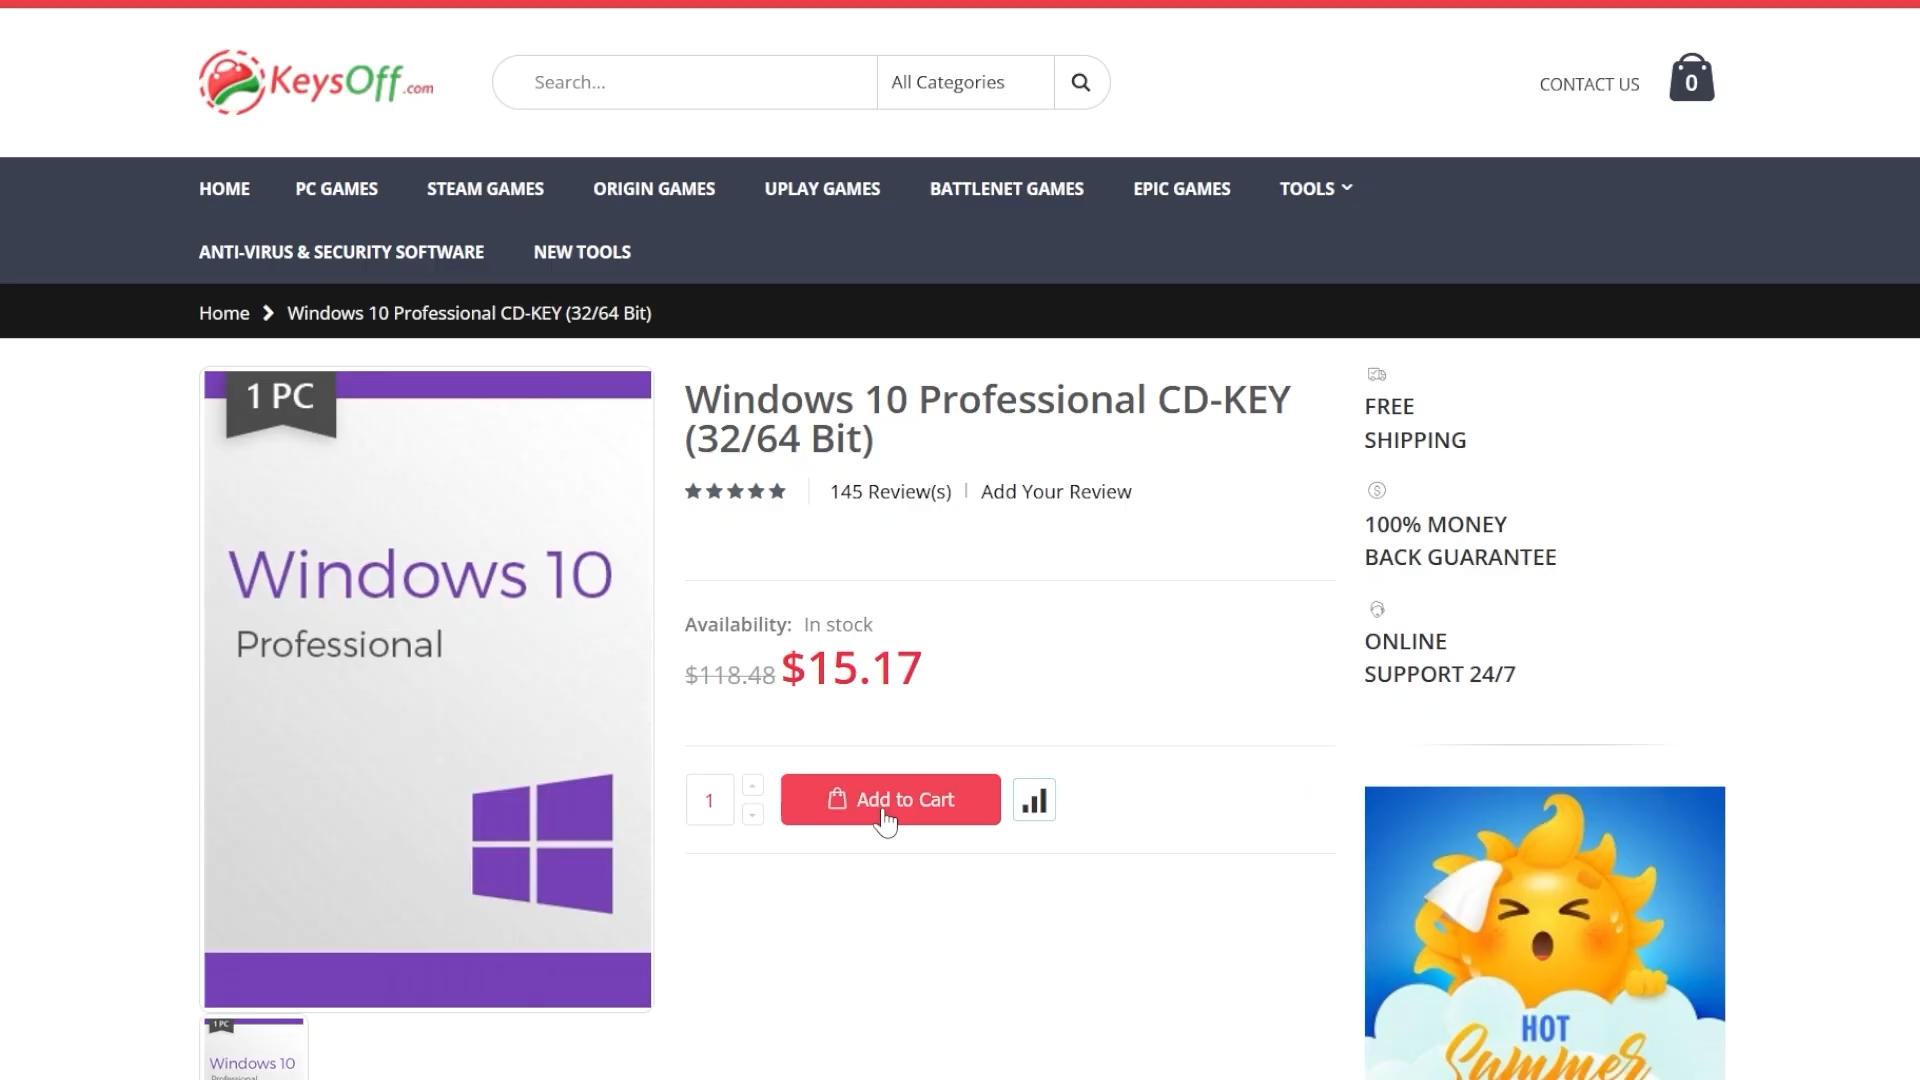 KeysOff.com
Search...
All Categories
CONTACT US
0
HOME
PC GAMES
STEAM GAMES
ORIGIN GAMES
UPLAY GAMES
BATTLENET GAMES
EPIC GAMES
TOOLS
ANTI-VIRUS & SECURITY SOFTWARE
NEW TOOLS
Home
Windows 10 Professional CD-KEY (32/64 Bit)
1 PC
Windows 10
Professional
Windows 10 Professional CD-KEY
(32/64 Bit)
145 Review(s)
Add Your Review
Availability: In stock
$118.48 $15.17
1
Add to Cart
FREE
SHIPPING
100% MONEY
BACK GUARANTEE
ONLINE
SUPPORT 24/7
HOT
Summer
1 PC
Windows 10
Professional